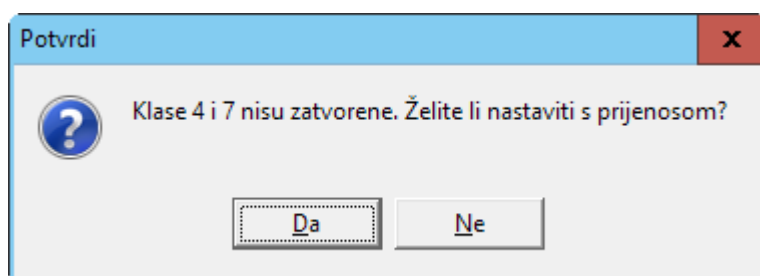 Potvrdi
Klase 4 i 7 nisu zatvorene. Želite li nastaviti s prijenosom?
Da
Ne